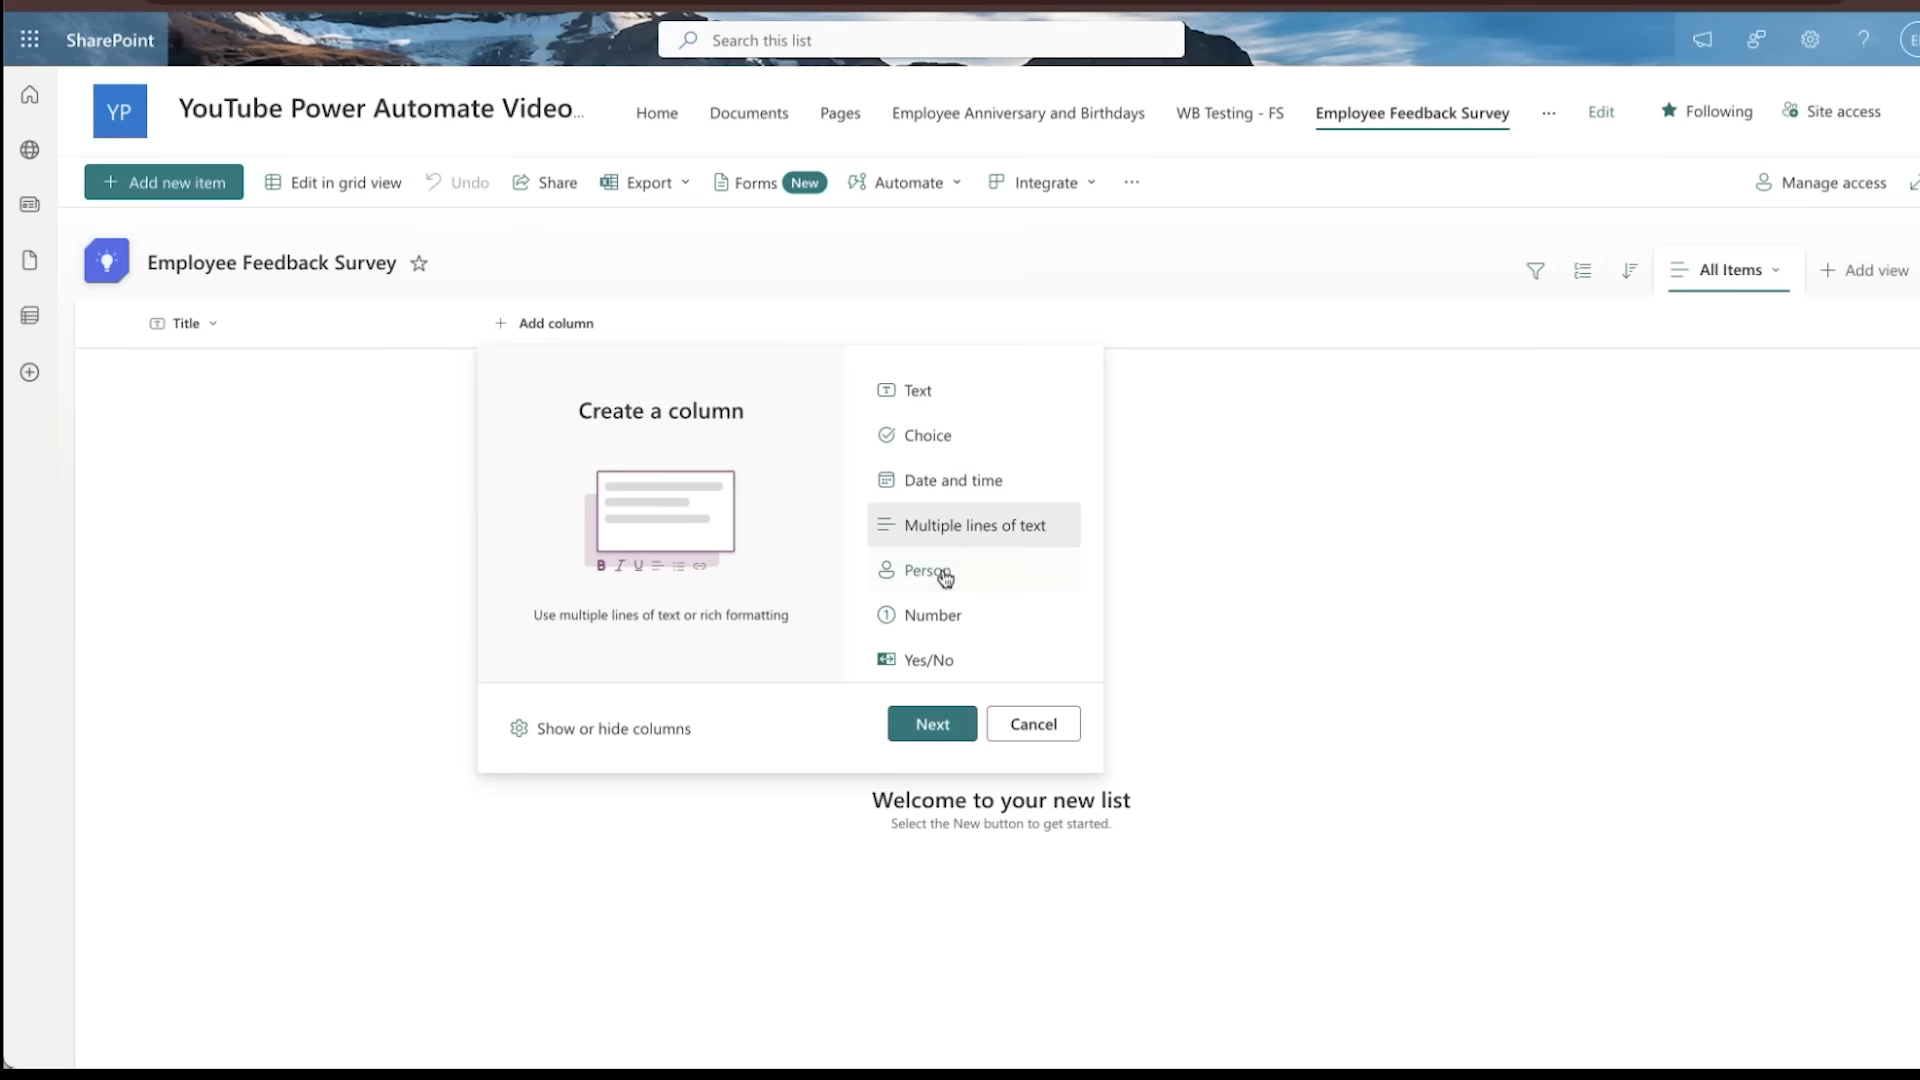 SharePoint
Search this list
E
YP
YouTube Power Automate Video...
Home
Documents
Pages
Employee Anniversary and Birthdays
WB Testing - FS
Employee Feedback Survey
...
Edit
Following
Site access
+ Add new item
Edit in grid view
Undo
Share
Export
Forms New
Automate
Integrate
...
Manage access
Employee Feedback Survey
All Items
+ Add view
Title
+ Add column
Create a column
B I U
Use multiple lines of text or rich formatting
Text
Choice
Date and time
Multiple lines of text
Person
Number
Yes/No
Show or hide columns
Next
Cancel
Welcome to your new list
Select the New button to get started.